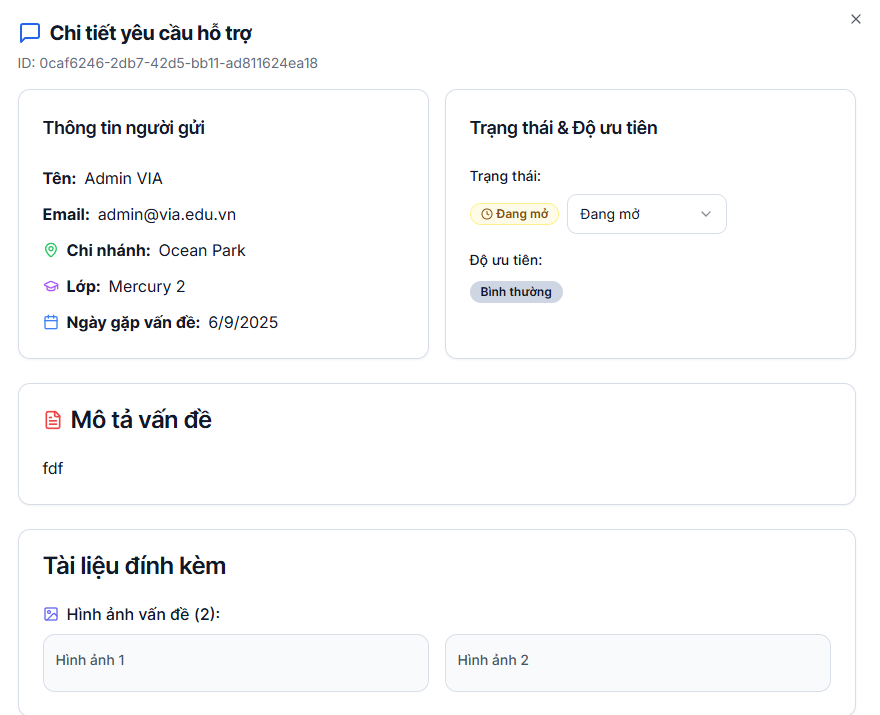 Chi tiết yêu cầu hỗ trợ
ID: 0caf6246-2db7-42d5-bb11-ad811624ea18
Thông tin người gửi
Tên: Admin VIA
Email: admin@via.edu.vn
Chi nhánh: Ocean Park
Lớp: Mercury 2
Ngày gặp vấn đề: 6/9/2025
Trạng thái & Độ ưu tiên
Trạng thái:
Đang mở
Đang mở
Độ ưu tiên:
Bình thường
Mô tả vấn đề
fdf
Tài liệu đính kèm
Hình ảnh vấn đề (2):
Hình ảnh 1
Hình ảnh 2